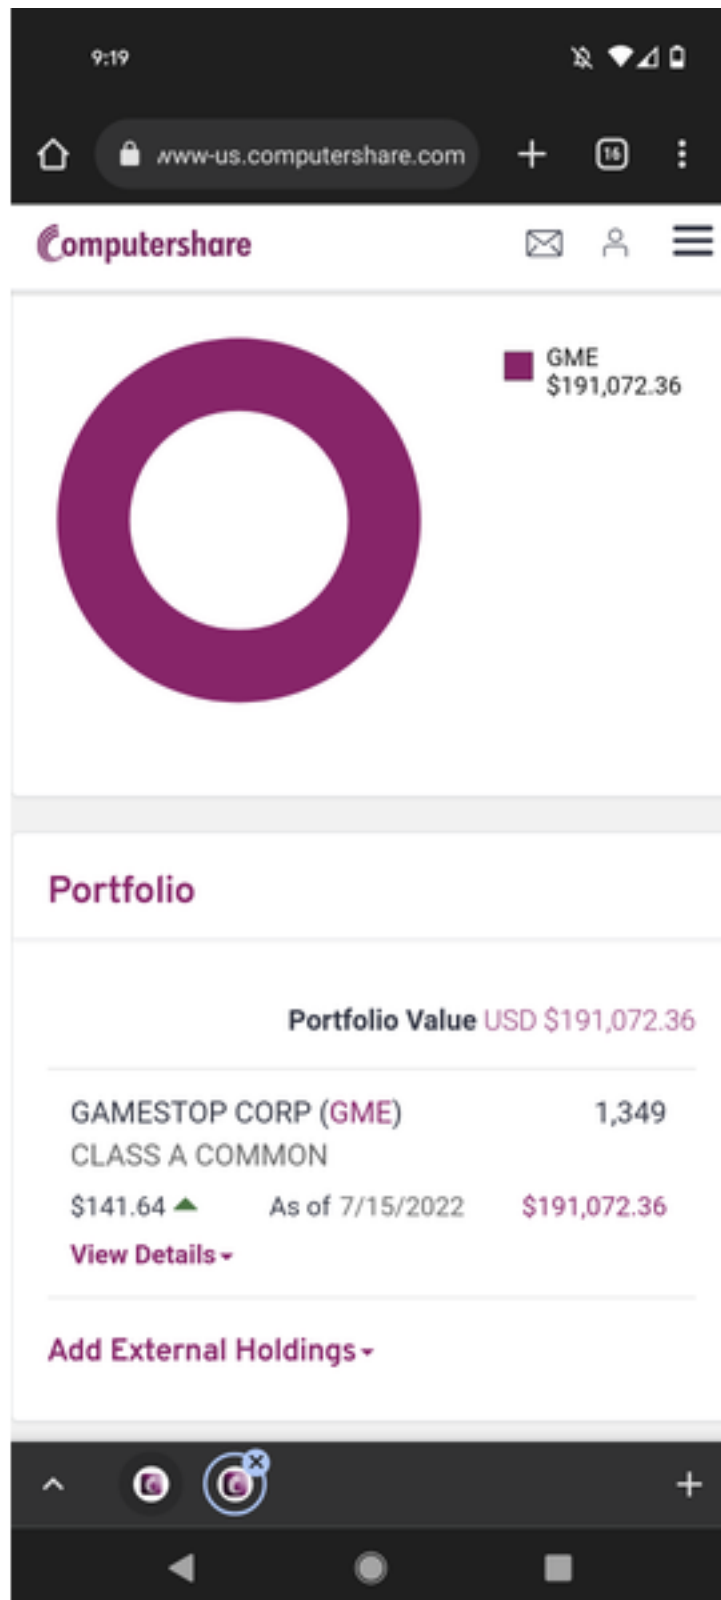 9:19
www-us.computershare.com
16
Computershare
GME
$191,072.36
Portfolio
Portfolio Value USD $191,072.36
GAMESTOP CORP (GME) 1,349
CLASS A COMMON
$141.64 As of 7/15/2022 $191,072.36
View Details
Add External Holdings